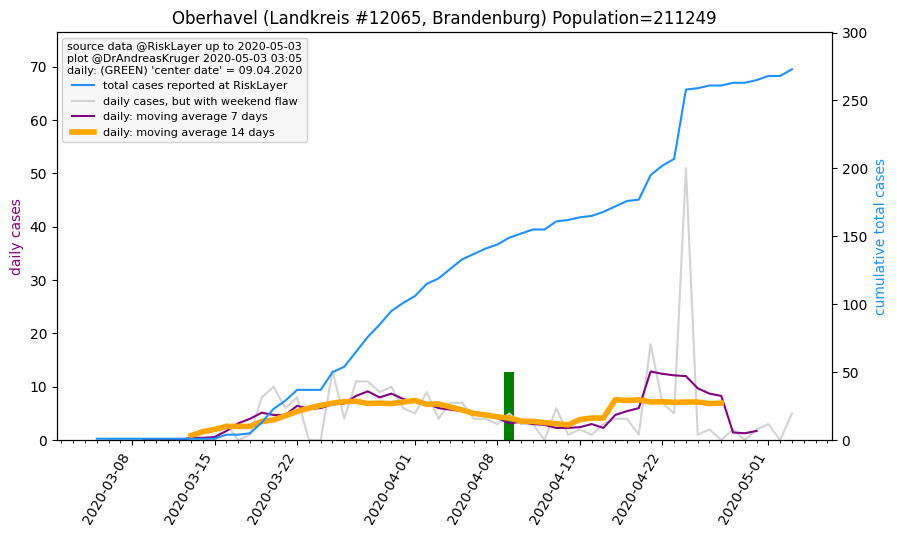 Oberhavel (Landkreis #12065, Brandenburg) Population=211249
source data @RiskLayer up to 2020-05-03
plot @DrAndreasKruger 2020-05-03 03:05
daily: (GREEN) 'center date' = 09.04.2020
total cases reported at RiskLayer
daily cases, but with weekend flaw
daily: moving average 7 days
daily: moving average 14 days
daily cases
70
60
50
40
30
20
10
0
300
250
200
150
100
50
0
cumulative total cases
2020-03-08
2020-03-15
2020-03-22
2020-04-01
2020-04-08
2020-04-15
2020-04-22
2020-05-01